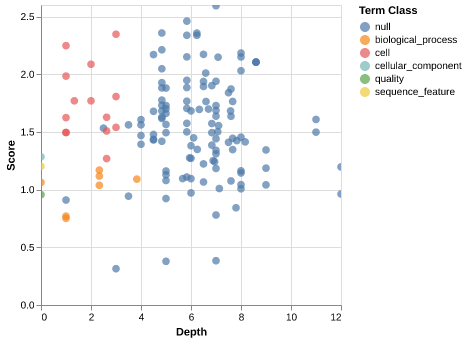 Term Class
null
biological_process
cell
cellular_component
quality
sequence_feature
Score
2.5
2.0
1.5
1.0
0.5
0.0
0 2 4 6 8 10 12
Depth